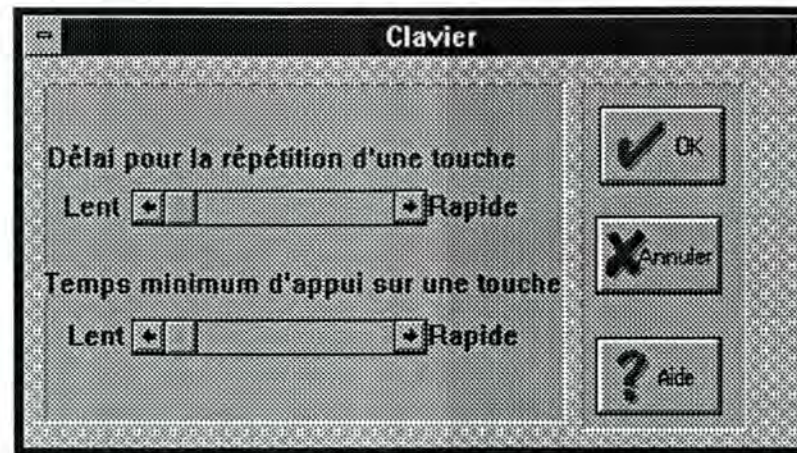 Clavier
Délai pour la répétition d'une touche
Lent Rapide
Temps minimum d'appui sur une touche
Lent Rapide
OK
Annuler
Aide